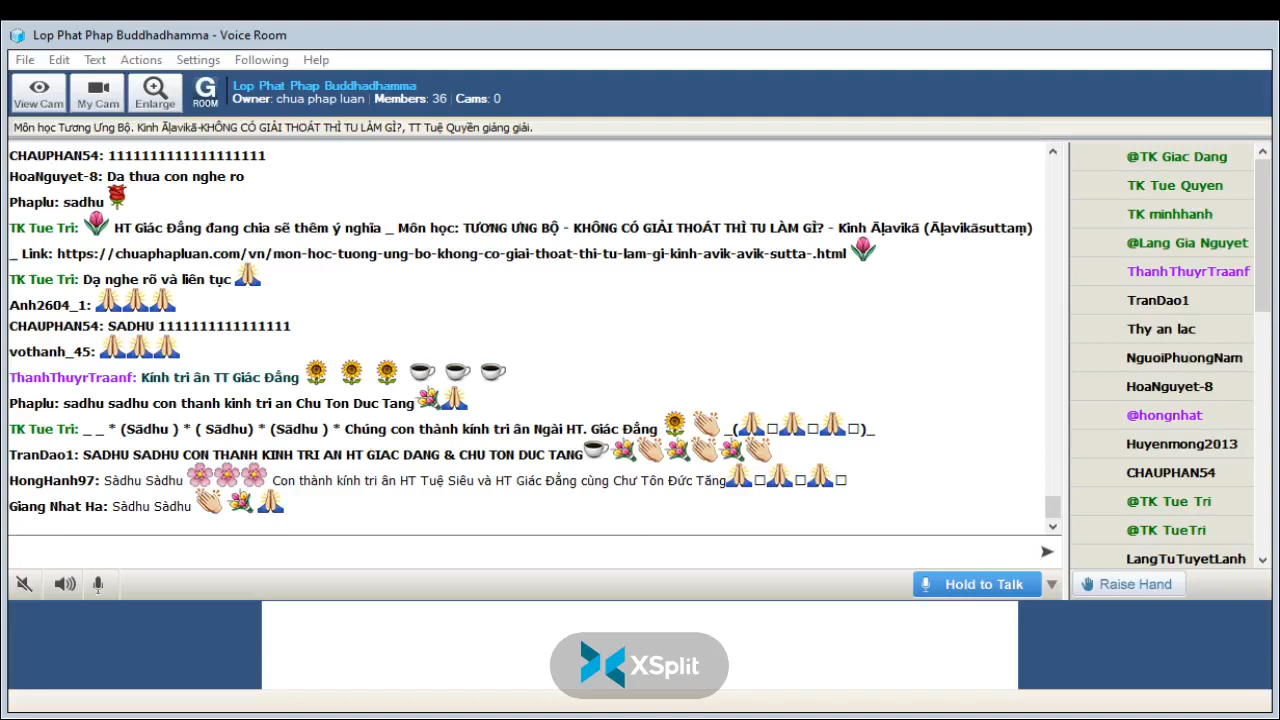 Lop Phat Phap Buddhadhamma - Voice Room
File Edit Text Actions Settings Following Help
View Cam
My Cam
Enlarge
G ROOM
Lop Phat Phap Buddhadhamma
Owner: chua phap luan | Members: 36 | Cams: 0
Môn học Tương Ưng Bộ. Kinh Āḷavikā-KHÔNG CÓ GIẢI THOÁT THÌ TU LÀM GÌ?, TT Tuệ Quyền giảng giải.
CHAUPHAN54: 1111111111111111111
HoaNguyet-8: Da thua con nghe ro
Phaplu: sadhu
TK Tue Tri: HT Giác Đẳng đang chia sẽ thêm ý nghĩa _ Môn học: TƯƠNG ƯNG BỘ - KHÔNG CÓ GIẢI THOÁT THÌ TU LÀM GÌ? - Kinh Āḷavikā (Āḷavikāsuttaṃ)
_ Link: https://chuaphapluan.com/vn/mon-hoc-tuong-ung-bo-khong-co-giai-thoat-thi-tu-lam-gi-kinh-avik-avik-sutta-.html
TK Tue Tri: Dạ nghe rõ và liên tục
Anh2604_1:
CHAUPHAN54: SADHU 1111111111111111
vothanh_45:
ThanhThuyrTraanf: Kính tri ân TT Giác Đẳng
Phaplu: sadhu sadhu con thanh kinh tri an Chu Ton Duc Tang
TK Tue Tri: _ _ * (Sādhu ) * ( Sādhu) * (Sādhu ) * Chúng con thành kính tri ân Ngài HT. Giác Đẳng _(□□□)_
TranDao1: SADHU SADHU CON THANH KINH TRI AN HT GIAC DANG & CHU TON DUC TANG
HongHanh97: Sàdhu Sàdhu Con thành kính tri ân HT Tuệ Siêu và HT Giác Đẳng cùng Chư Tôn Đức Tăng□□□
Giang Nhat Ha: Sàdhu Sàdhu
Hold to Talk
@TK Giac Dang
TK Tue Quyen
TK minhhanh
@Lang Gia Nguyet
ThanhThuyrTraanf
TranDao1
Thy an lac
NguoiPhuongNam
HoaNguyet-8
@hongnhat
Huyenmong2013
CHAUPHAN54
@TK Tue Tri
@TK TueTri
LangTuTuyetLanh
Raise Hand
XSplit